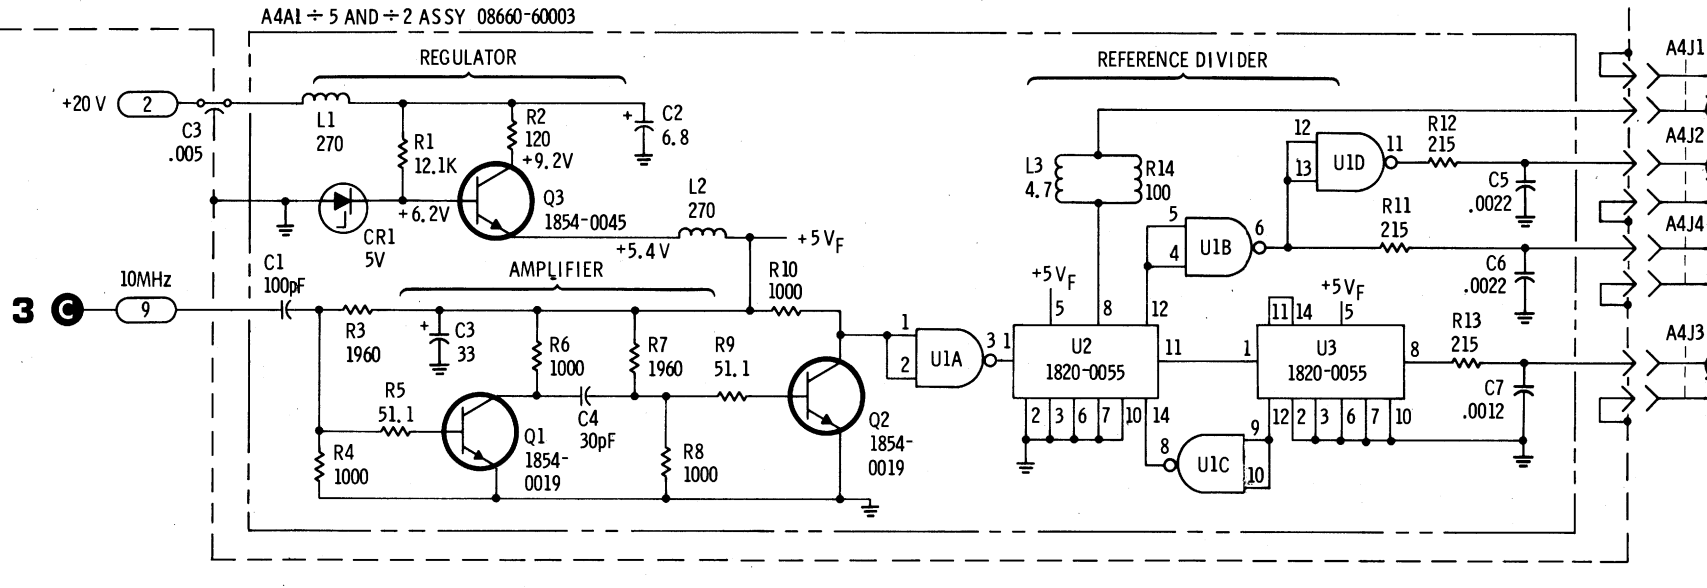 A4A1 ÷ 5 AND ÷ 2 ASSY 08660-60003
REGULATOR
REFERENCE DIVIDER
A4J1
+20 V
2
C3
.005
L1
270
R1
12.1K
R2
120
+9.2V
+
C2
6.8
+6.2V
CR1
5V
Q3
1854-0045
+5.4 V
L2
270
+5 VF
L3
4.7
R14
100
12
13
U1D
11
R12
215
A4J2
C5
.0022
5
4
U1B
6
R11
215
A4J4
C6
.0022
3 C
10MHz
9
C1
100pF
AMPLIFIER
R3
1960
+
C3
33
R6
1000
R7
1960
R9
51.1
R10
1000
R5
51.1
R4
1000
Q1
1854-
0019
C4
30pF
R8
1000
Q2
1854-
0019
1
2
U1A
3
1
+5 VF
5
8
12
U2
1820-0055
11
2 3 6 7 10 14
+5 VF
11 14
5
1
U3
1820-0055
8
12 2 3 6 7 10
8
U1C
9
10
R13
215
A4J3
C7
.0012